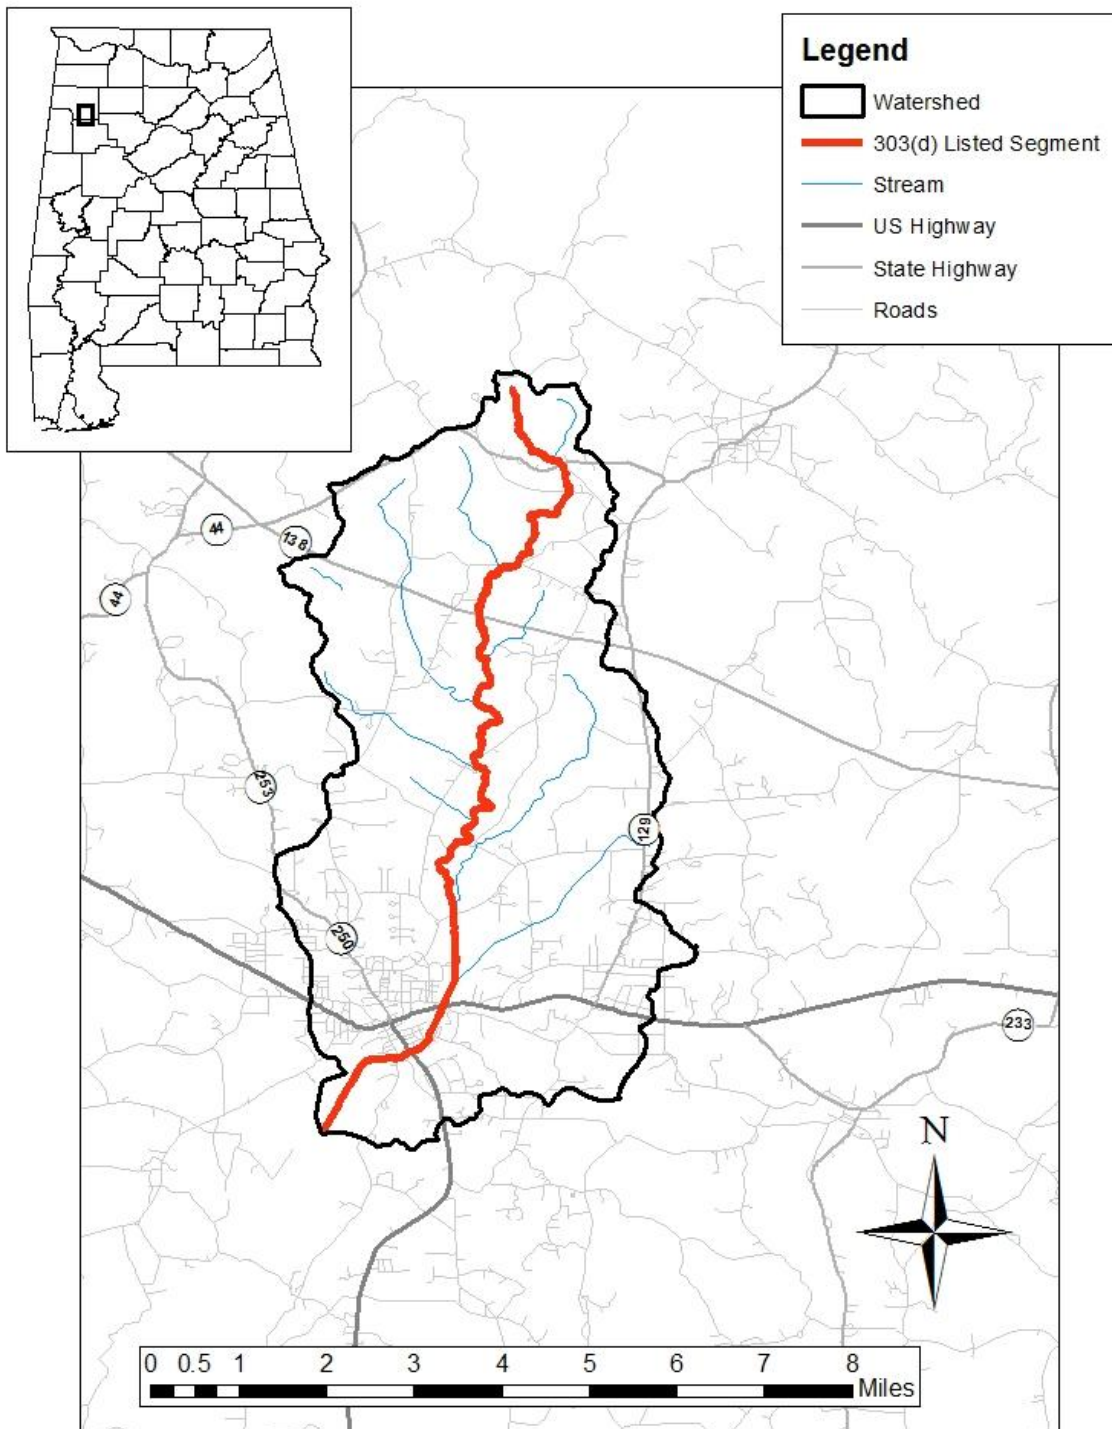 Legend
Watershed
303(d) Listed Segment
Stream
US Highway
State Highway
Roads
44
138
44
253
129
250
233
N
0 0.5 1 2 3 4 5 6 7 8
Miles